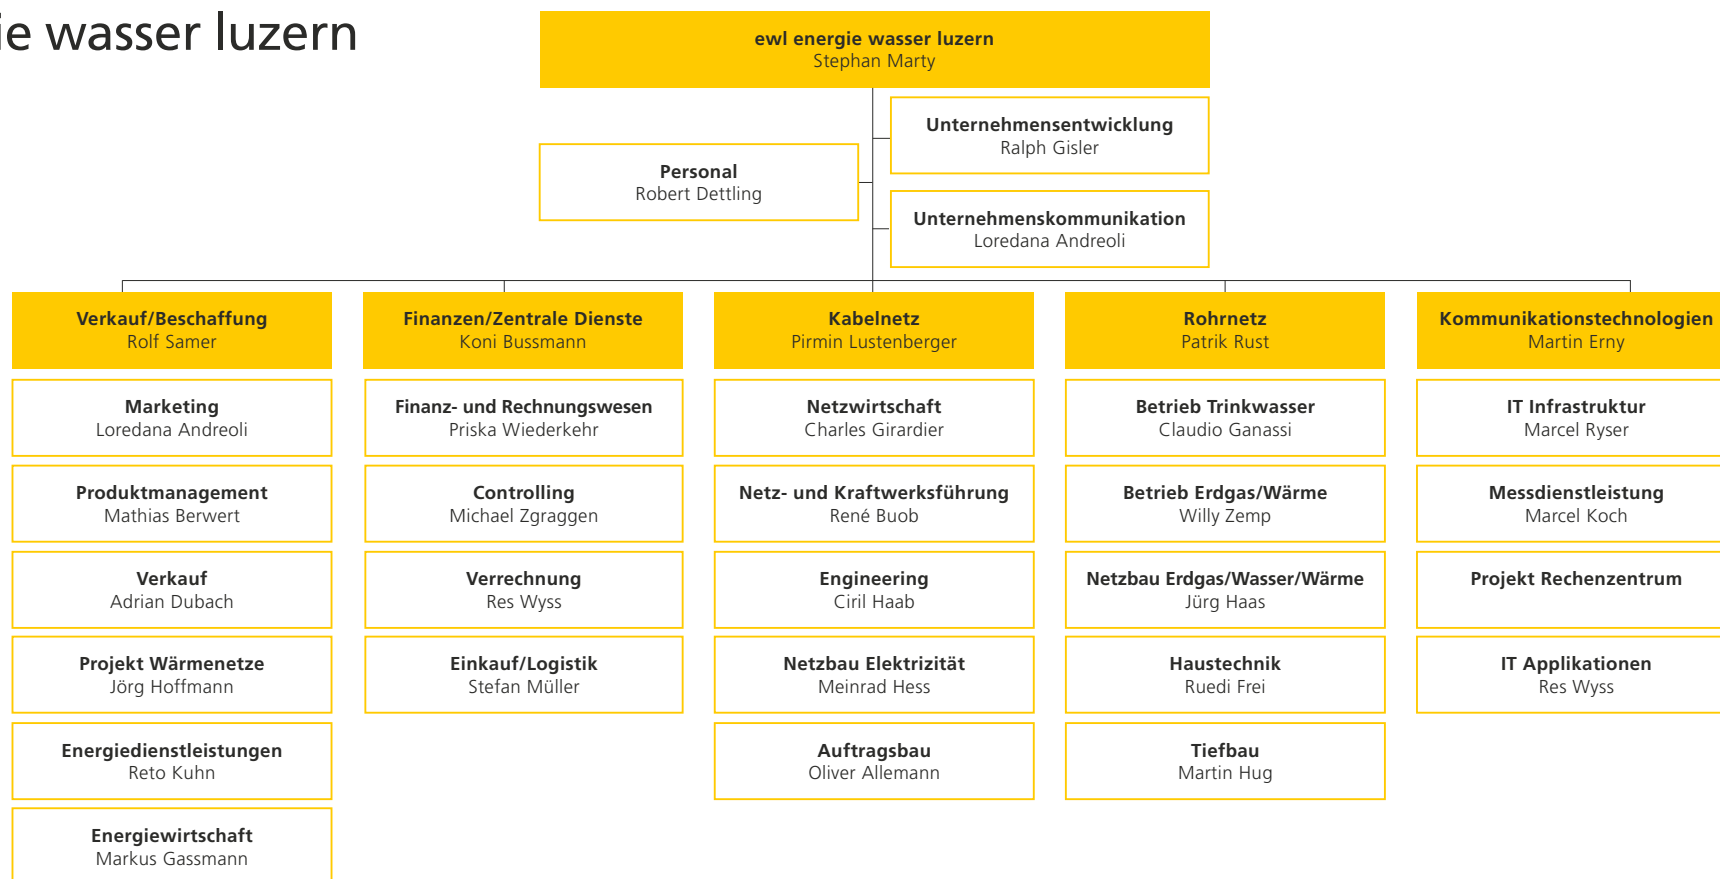 ie wasser luzern
ewl energie wasser luzern
Stephan Marty
Unternehmensentwicklung
Ralph Gisler
Personal
Robert Dettling
Unternehmenskommunikation
Loredana Andreoli
Verkauf/Beschaffung
Rolf Samer
Marketing
Loredana Andreoli
Produktmanagement
Mathias Berwert
Verkauf
Adrian Dubach
Projekt Wärmenetze
Jörg Hoffmann
Energiedienstleistungen
Reto Kuhn
Energiewirtschaft
Markus Gassmann
Finanzen/Zentrale Dienste
Koni Bussmann
Finanz- und Rechnungswesen
Priska Wiederkehr
Controlling
Michael Zgraggen
Verrechnung
Res Wyss
Einkauf/Logistik
Stefan Müller
Kabelnetz
Pirmin Lustenberger
Netzwirtschaft
Charles Girardier
Netz- und Kraftwerksführung
René Buob
Engineering
Ciril Haab
Netzbau Elektrizität
Meinrad Hess
Auftragsbau
Oliver Allemann
Rohrnetz
Patrik Rust
Betrieb Trinkwasser
Claudio Ganassi
Betrieb Erdgas/Wärme
Willy Zemp
Netzbau Erdgas/Wasser/Wärme
Jürg Haas
Haustechnik
Ruedi Frei
Tiefbau
Martin Hug
Kommunikationstechnologien
Martin Erny
IT Infrastruktur
Marcel Ryser
Messdienstleistung
Marcel Koch
Projekt Rechenzentrum
IT Applikationen
Res Wyss